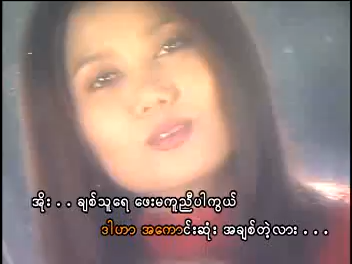 အိုး . . ချစ်သူရေ ဖေးမကူညီပါကွယ်
ဒါဟာ အကောင်းဆုံး အချစ်တဲ့လား . . .